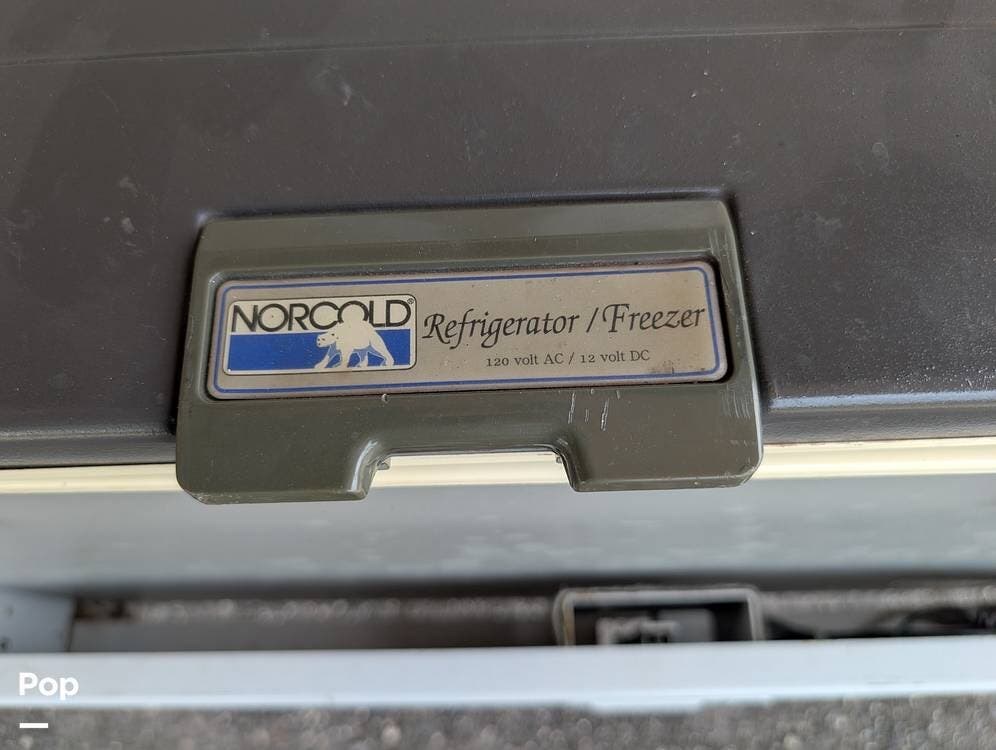 NORCOLD®
Refrigerator / Freezer
120 volt AC / 12 volt DC
Pop